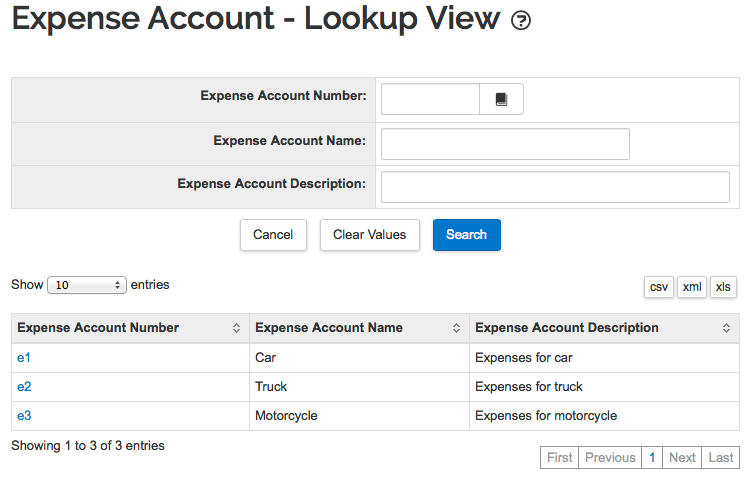 Expense Account - Lookup View ?
Expense Account Number:
Expense Account Name:
Expense Account Description:
Cancel Clear Values Search
Show 10 entries csv xml xls
Expense Account Number Expense Account Name Expense Account Description
e1 Car Expenses for car
e2 Truck Expenses for truck
e3 Motorcycle Expenses for motorcycle
Showing 1 to 3 of 3 entries
First Previous 1 Next Last